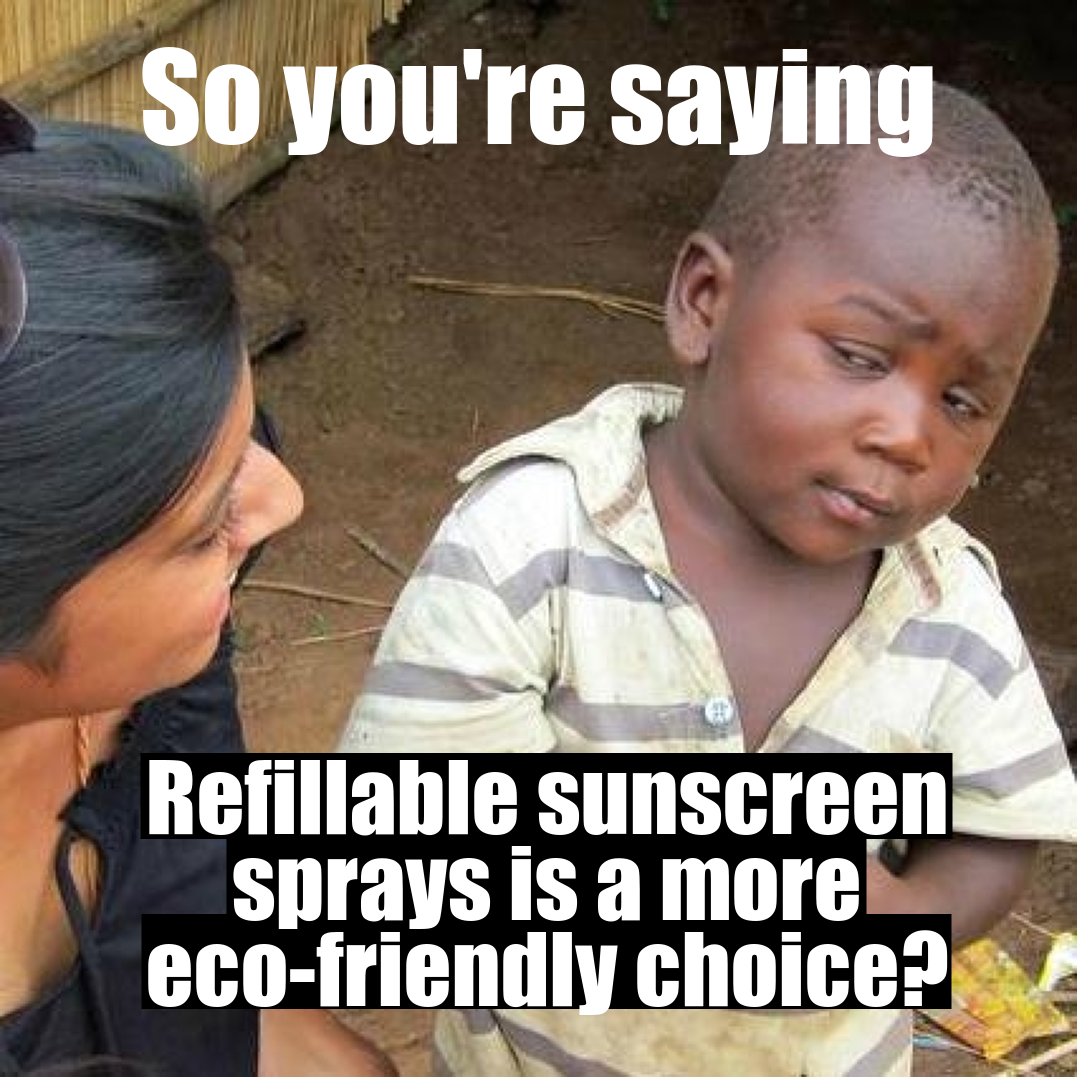 So you're saying
Refillable sunscreen
sprays is a more
eco-friendly choice?